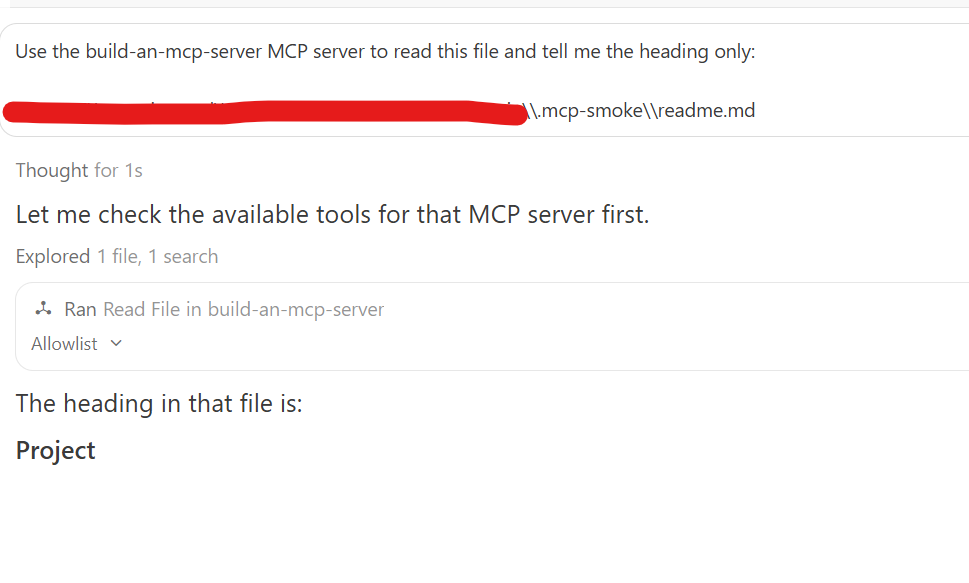 Use the build-an-mcp-server MCP server to read this file and tell me the heading only:
\\.mcp-smoke\\readme.md
Thought for 1s
Let me check the available tools for that MCP server first.
Explored 1 file, 1 search
Ran Read File in build-an-mcp-server
Allowlist
The heading in that file is:
Project